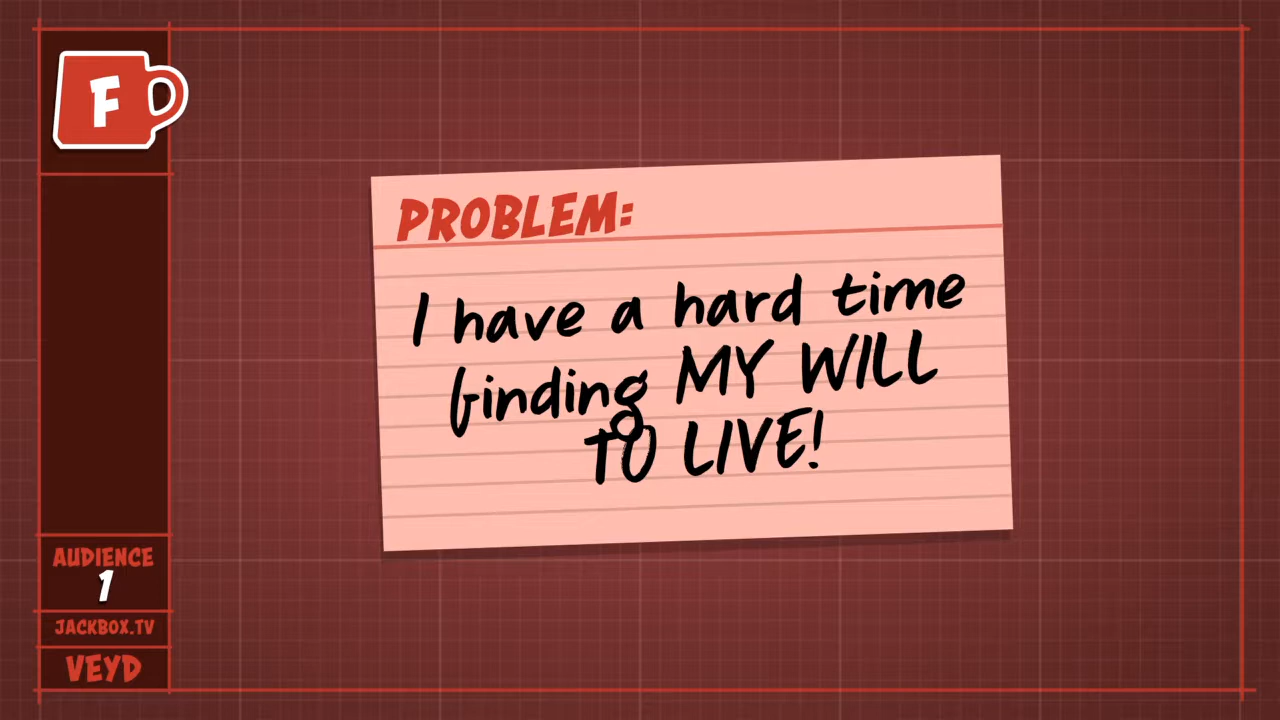 F
PROBLEM:
I have a hard time
finding MY WILL
TO LIVE!
AUDIENCE
1
JACKBOX.TV
VEYD